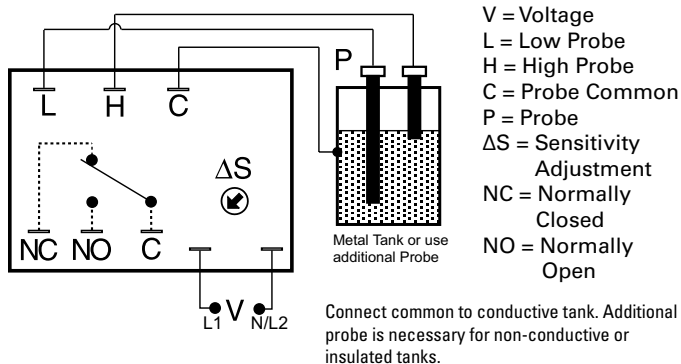 L H C
P
ΔS
NC NO C
L1 V N/L2
Metal Tank or use
additional Probe
V = Voltage
L = Low Probe
H = High Probe
C = Probe Common
P = Probe
ΔS = Sensitivity
Adjustment
NC = Normally
Closed
NO = Normally
Open
Connect common to conductive tank. Additional
probe is necessary for non-conductive or
insulated tanks.